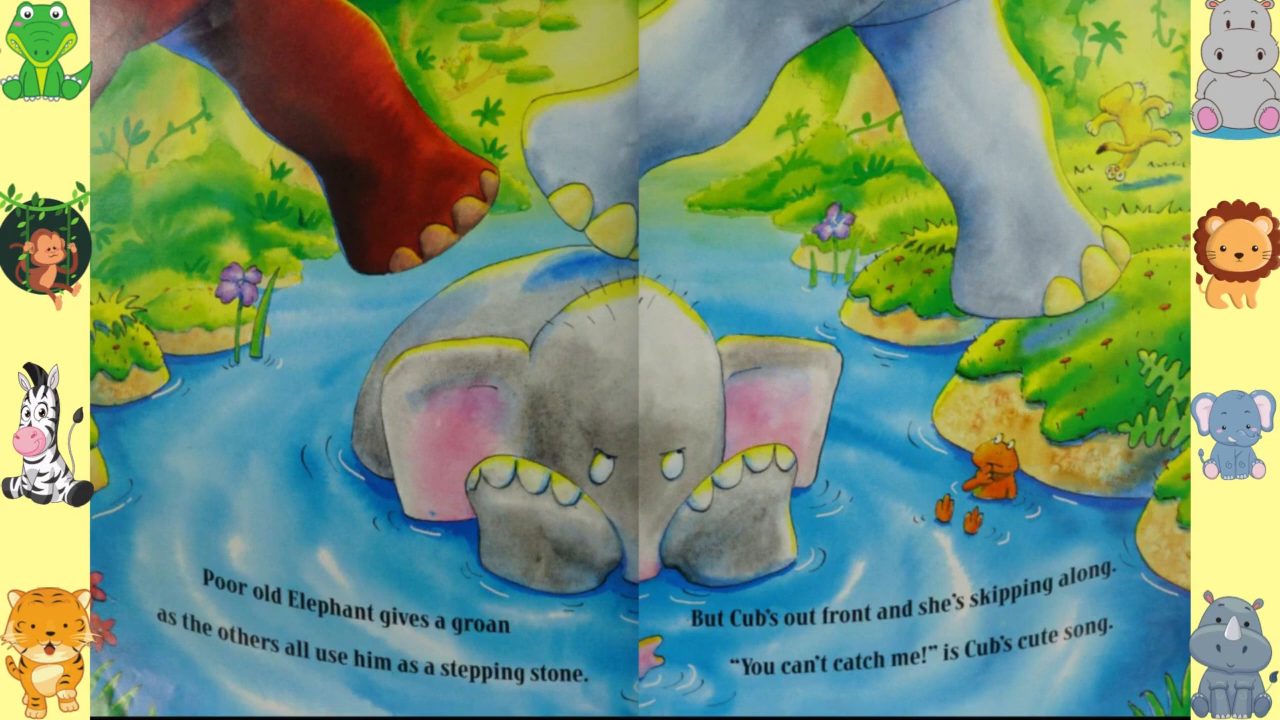 Poor old Elephant gives a groan
as the others all use him as a stepping stone.
But Cub's out front and she's skipping along.
“You can't catch me!” is Cub's cute song.